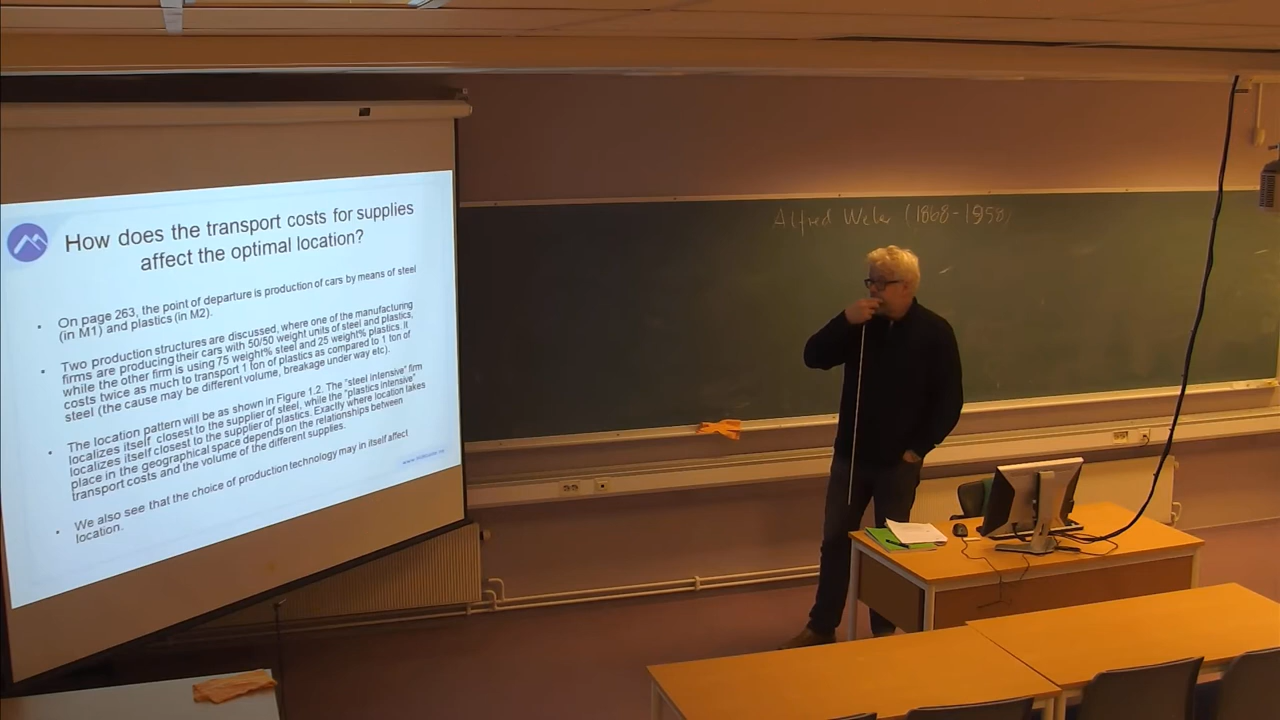 How does the transport costs for supplies
affect the optimal location?
• On page 263, the point of departure is production of cars by means of steel
(in M1) and plastics (in M2).
• Two production structures are discussed, where one of the manufacturing
firms are producing their cars with 50/50 weight units of steel and plastics,
while the other firm is using 75 weight% steel and 25 weight% plastics. It
costs twice as much to transport 1 ton of plastics as compared to 1 ton of
steel (the cause may be different volume, breakage under way etc).
• The location pattern will be as shown in Figure 1.2. The "steel intensive" firm
localizes itself closest to the supplier of steel, while the "plastics intensive"
localizes itself closest to the supplier of plastics. Exactly where location takes
place in the geographical space depends on the relationships between
transport costs and the volume of the different supplies.
• We also see that the choice of production technology may in itself affect
location.
Alfred Weber (1868-1958)